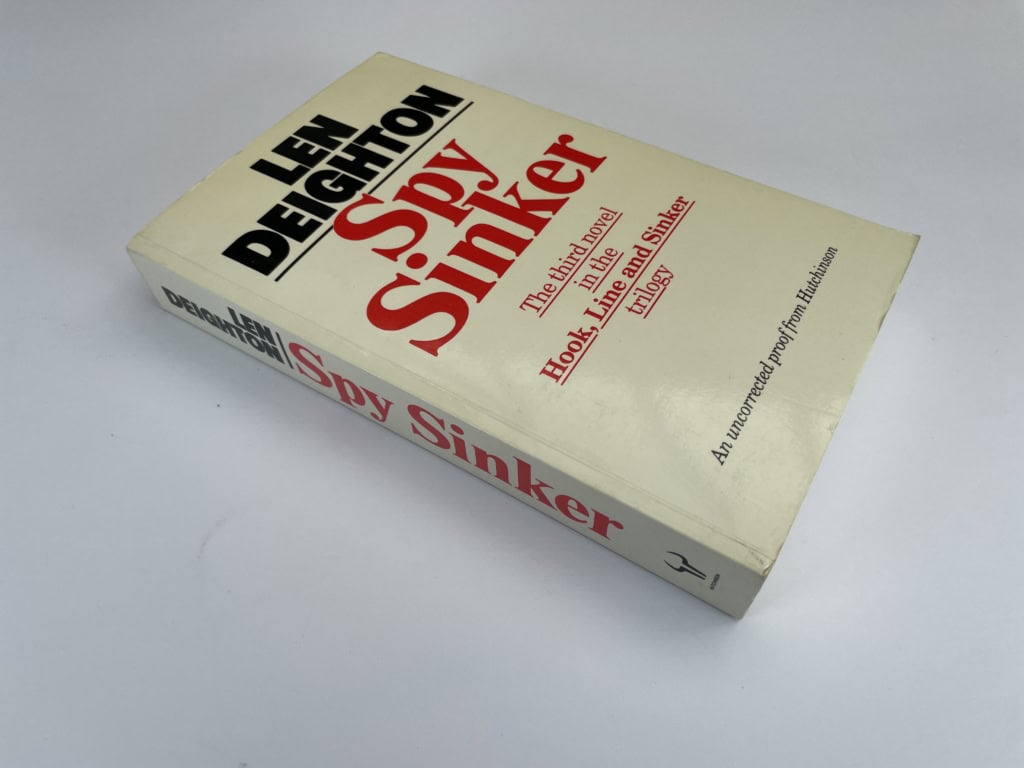 LEN
DEIGHTON
Spy
Sinker
The third novel
in the
Hook, Line and Sinker
trilogy
An uncorrected proof from Hutchinson
LEN
DEIGHTON
Spy Sinker
HUTCHINSON